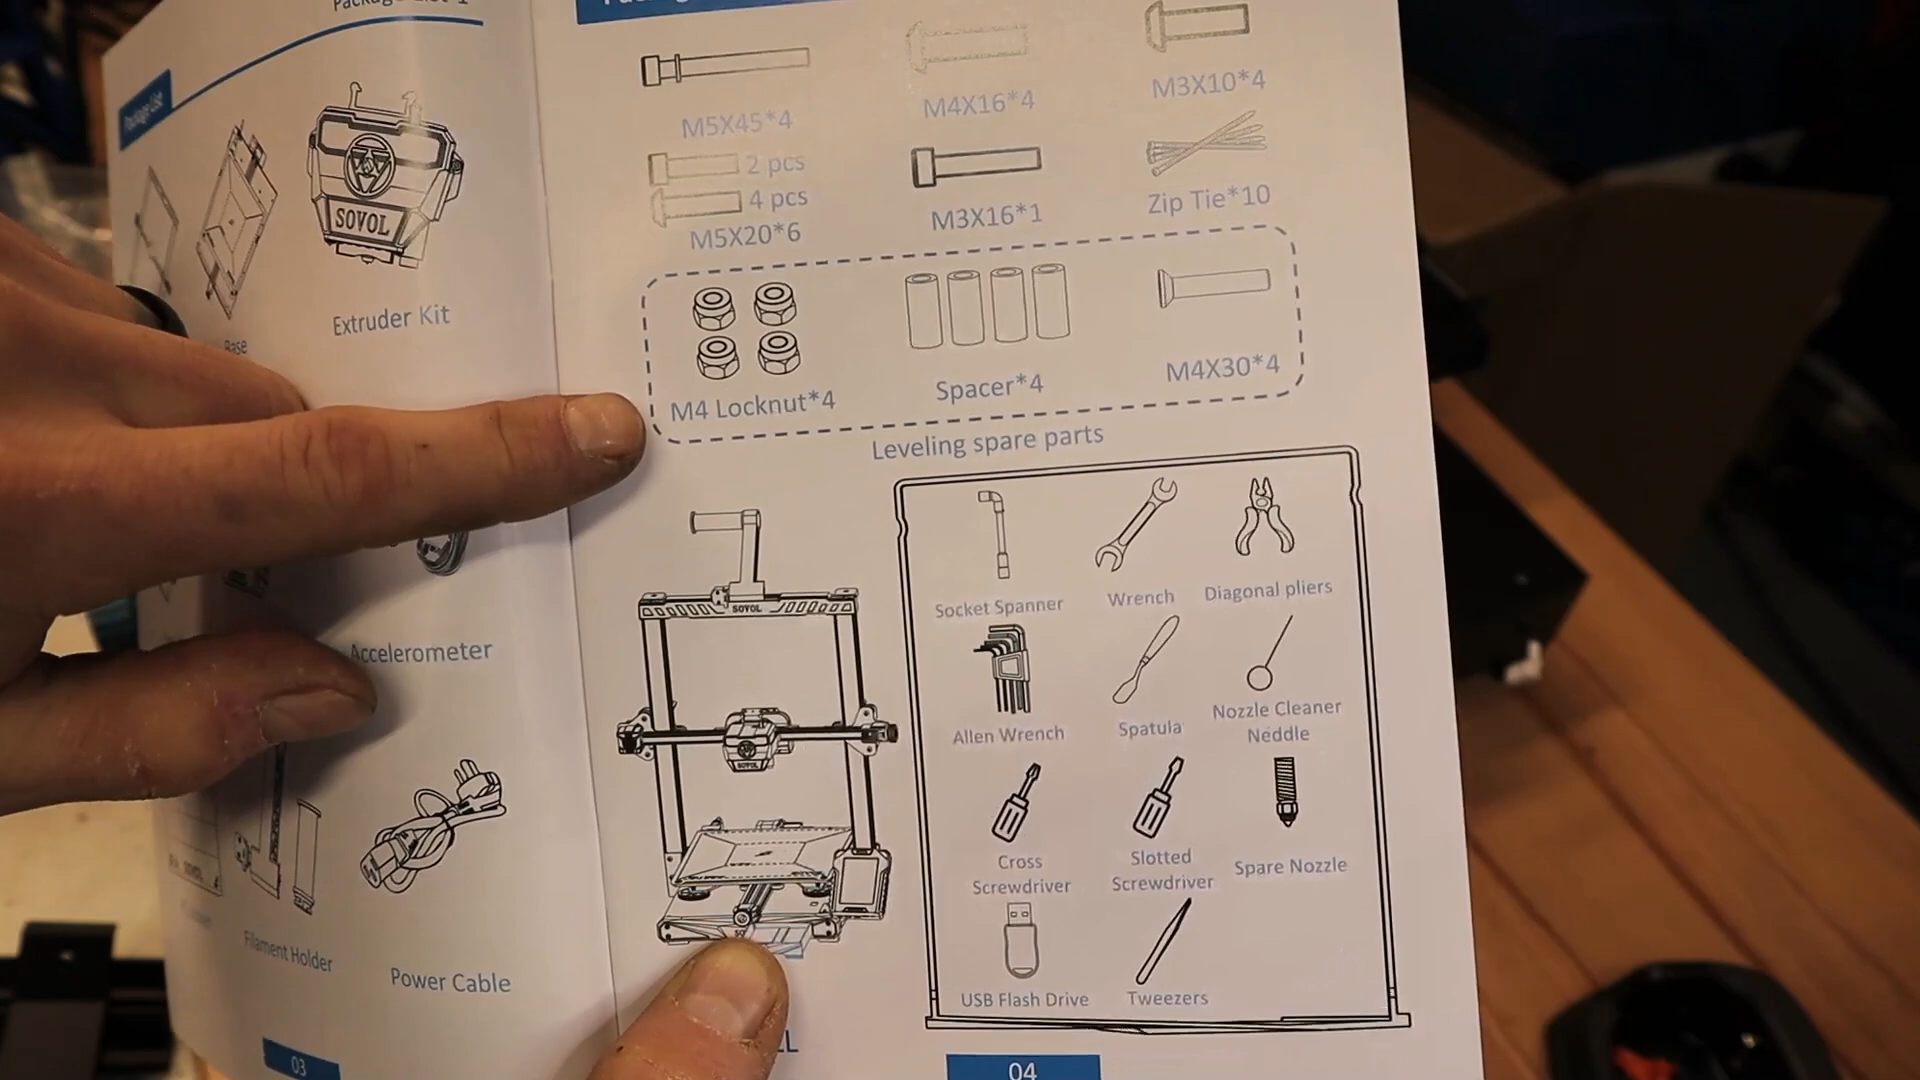 Package List
SOVOL
Extruder Kit
Base
Accelerometer
Filament Holder
Power Cable
03
M5X45*4
M4X16*4
M3X10*4
2 pcs
4 pcs
M5X20*6
M3X16*1
Zip Tie*10
M4 Locknut*4
Spacer*4
M4X30*4
Leveling spare parts
SOVOL
SOVOL
Socket Spanner
Wrench
Diagonal pliers
Allen Wrench
Spatula
Nozzle Cleaner
Neddle
Cross
Screwdriver
Slotted
Screwdriver
Spare Nozzle
USB Flash Drive
Tweezers
04